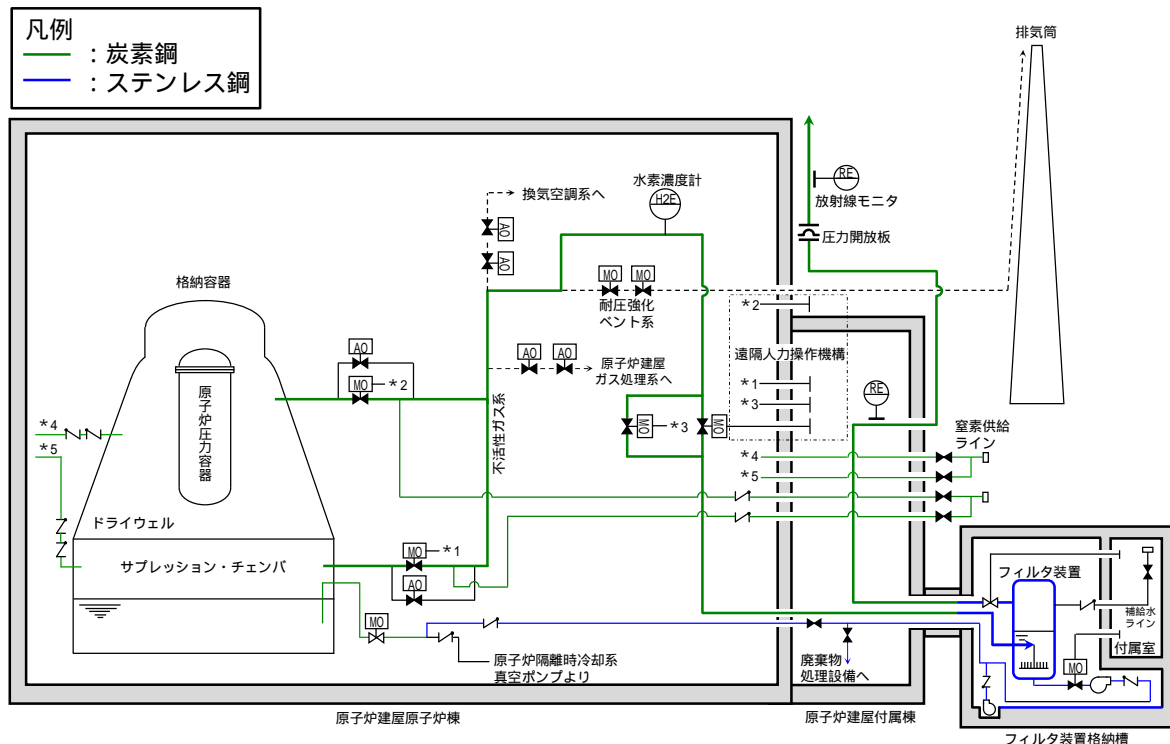 凡例
：炭素鋼
：ステンレス鋼
排気筒
水素濃度計
H2E
RE
放射線モニタ
換気空調系へ
AO
AO
圧力開放板
格納容器
MO
MO
耐圧強化
ベント系
*2
遠隔人力操作機構
AO
AO
AO
原子炉建屋
ガス処理系へ
MO
*2
*1
*3
RE
原子炉圧力容器
不活性ガス系
MO
*3
MO
*4
*5
窒素供給
ライン
*4
*5
ドライウェル
サプレッション・チェンバ
MO
*1
AO
フィルタ装置
補給水
ライン
付属室
MO
MO
原子炉隔離時冷却系
真空ポンプより
廃棄物
処理設備へ
原子炉建屋原子炉棟
原子炉建屋付属棟
フィルタ装置格納槽